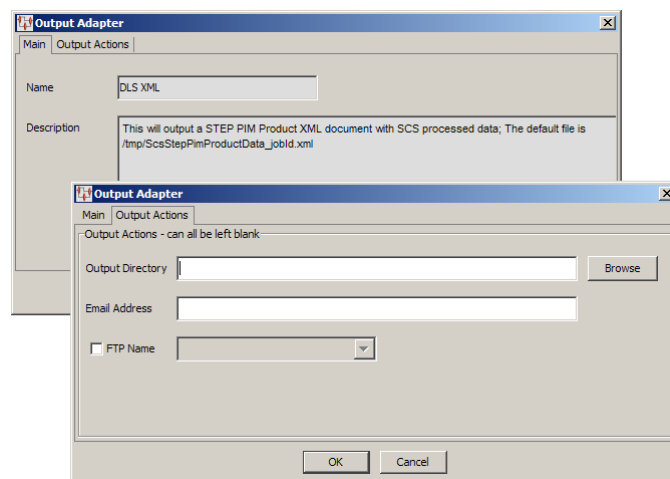 Output Adapter
Main Output Actions
Name DLS XML
Description This will output a STEP PIM Product XML document with SCS processed data; The default file is
/tmp/ScsStepPimProductData_jobId.xml
Output Adapter
Main Output Actions
Output Actions - can all be left blank
Output Directory Browse
Email Address
FTP Name
OK Cancel